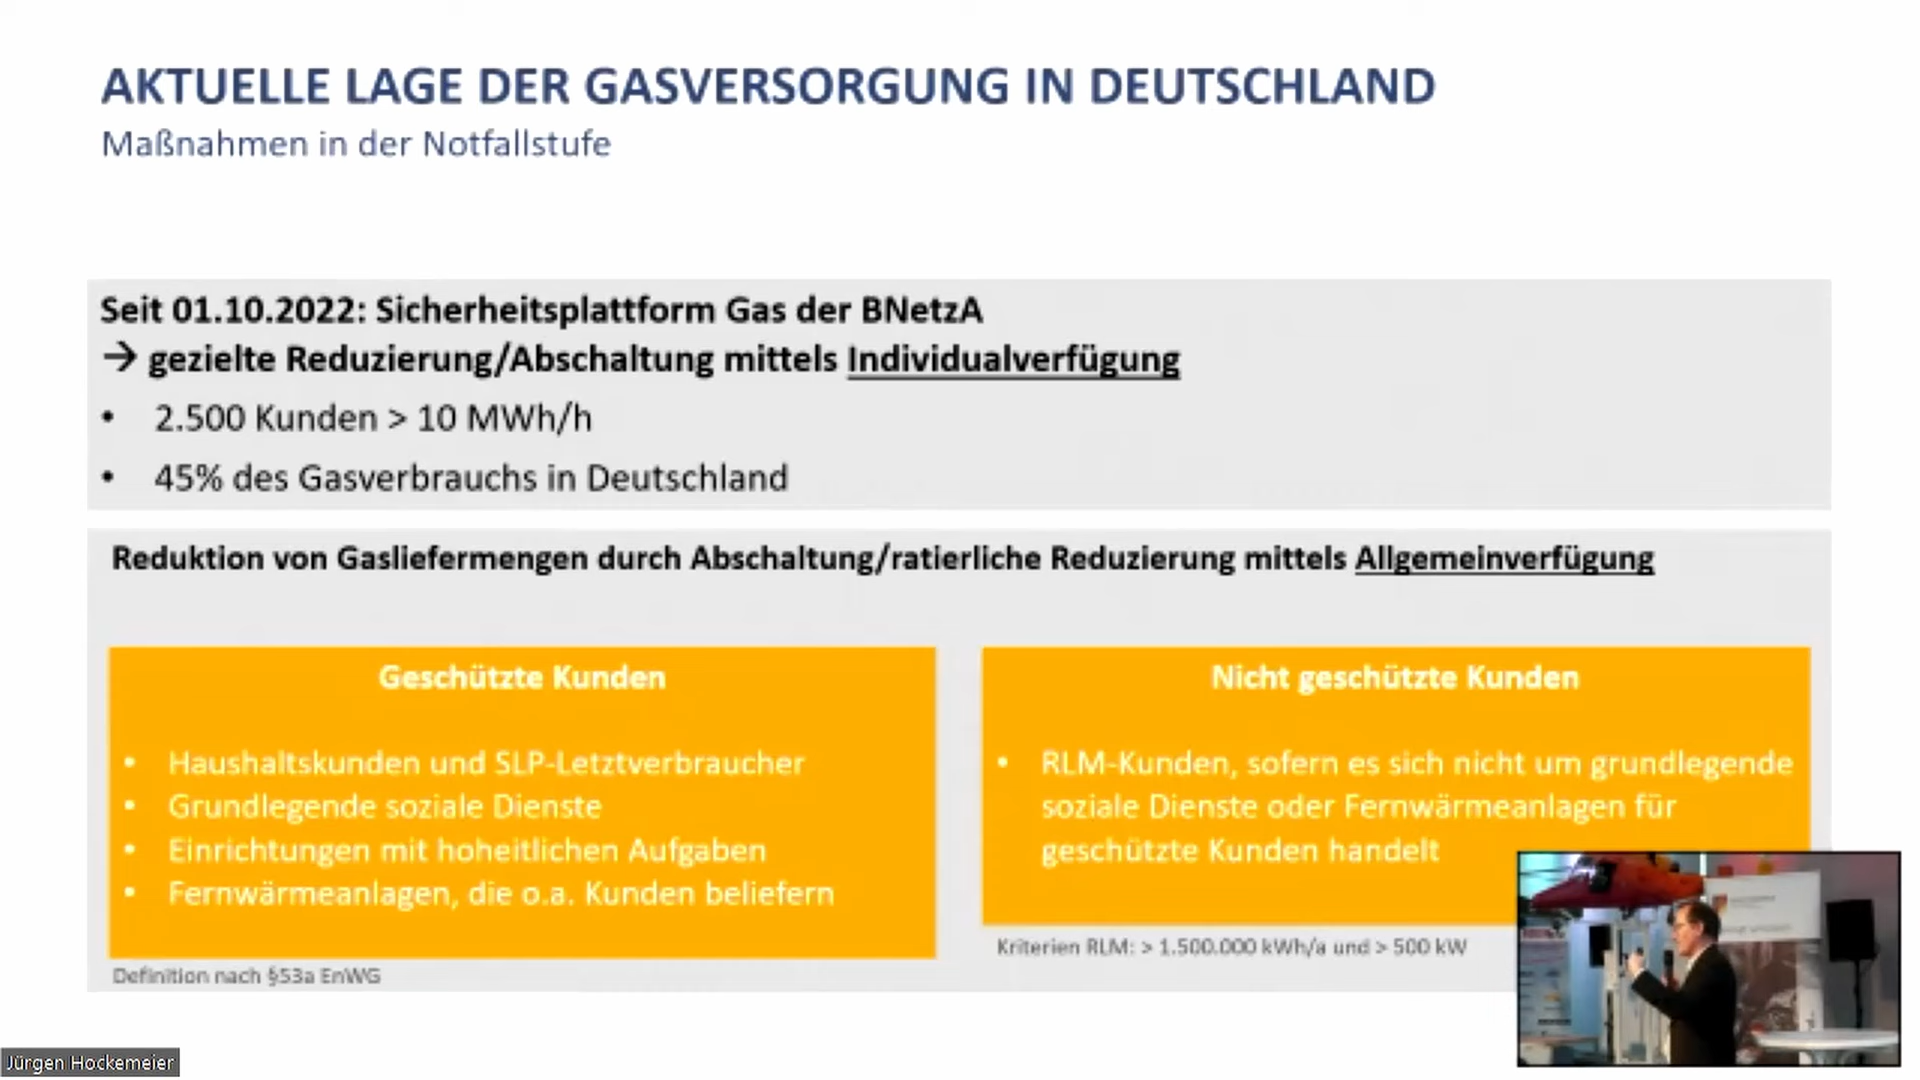 AKTUELLE LAGE DER GASVERSORGUNG IN DEUTSCHLAND
Maßnahmen in der Notfallstufe
Seit 01.10.2022: Sicherheitsplattform Gas der BNetzA
→ gezielte Reduzierung/Abschaltung mittels Individualverfügung
• 2.500 Kunden > 10 MWh/h
• 45% des Gasverbrauchs in Deutschland
Reduktion von Gasliefermengen durch Abschaltung/ratierliche Reduzierung mittels Allgemeinverfügung
Geschützte Kunden
• Haushaltskunden und SLP-Letztverbraucher
• Grundlegende soziale Dienste
• Einrichtungen mit hoheitlichen Aufgaben
• Fernwärmeanlagen, die o.a. Kunden beliefern
Definition nach §53a EnWG
Nicht geschützte Kunden
• RLM-Kunden, sofern es sich nicht um grundlegende
soziale Dienste oder Fernwärmeanlagen für
geschützte Kunden handelt
Kriterien RLM: > 1.500.000 kWh/a und > 500 kW
Jürgen Hockemeier